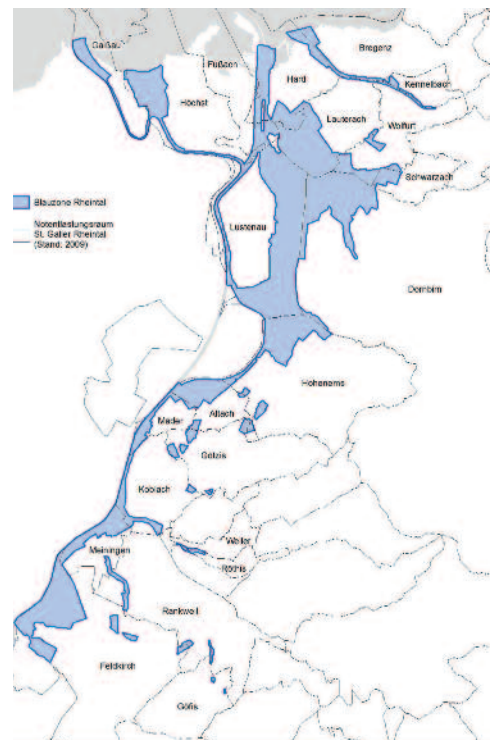 Gaißau
Bregenz
Fußach
Hard
Kennelbach
Höchst
Lauterach
Wolfurt
Schwarzach
Blauzone Rheintal
Notentlastungsraum
St. Galler Rheintal
(Stand: 2009)
Lustenau
Dornbirn
Hohenems
Mäder
Altach
Götzis
Koblach
Weiler
Meiningen
Röthis
Rankweil
Feldkirch
Göfis